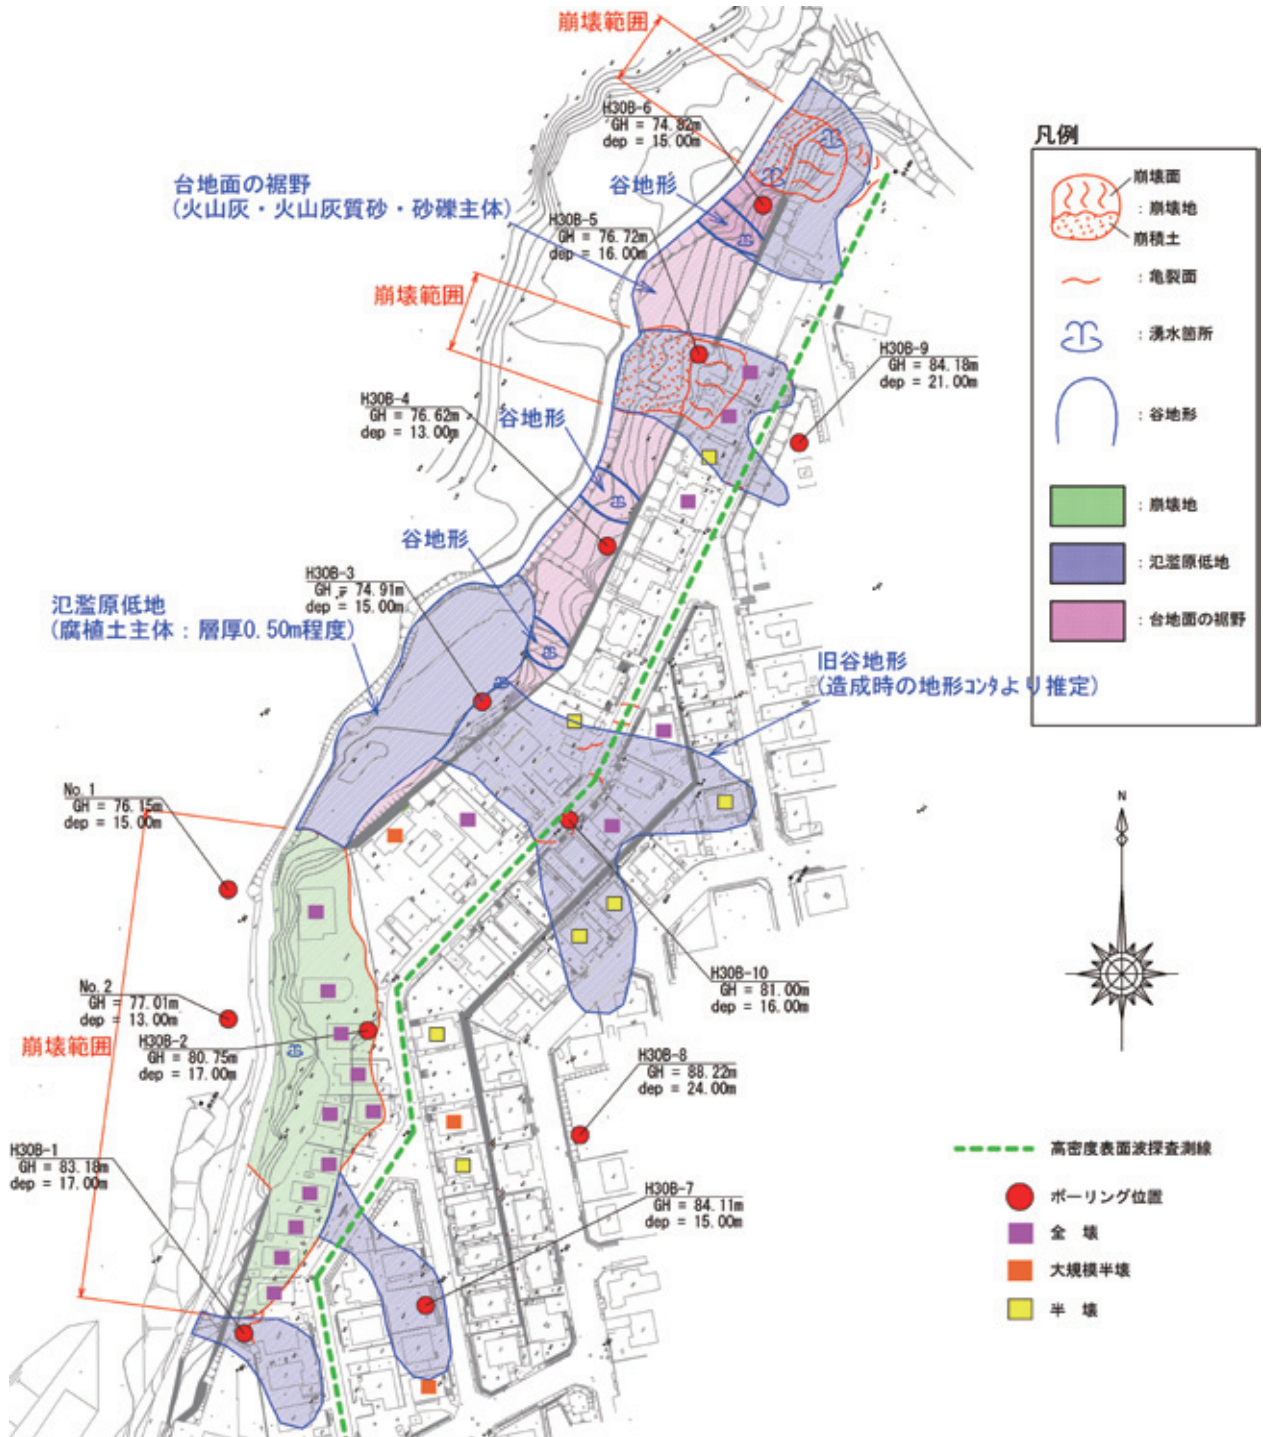 崩壊範囲
H30B-6
GH = 74.82m
dep = 15.00m
台地面の裾野
(火山灰・火山灰質砂・砂礫主体)
谷地形
H30B-5
GH = 76.72m
dep = 16.00m
崩壊範囲
H30B-9
GH = 84.18m
dep = 21.00m
H30B-4
GH = 76.62m
dep = 13.00m
谷地形
谷地形
H30B-3
GH = 74.91m
dep = 15.00m
氾濫原低地
(腐植土主体：層厚0.50m程度)
旧谷地形
(造成時の地形コンタより推定)
No.1
GH = 76.15m
dep = 15.00m
No.2
GH = 77.01m
dep = 13.00m
崩壊範囲
H30B-2
GH = 80.75m
dep = 17.00m
H30B-10
GH = 81.00m
dep = 16.00m
H30B-8
GH = 88.22m
dep = 24.00m
H30B-1
GH = 83.18m
dep = 17.00m
H30B-7
GH = 84.11m
dep = 15.00m
凡例
崩壊面
：崩壊地
崩積土
：亀裂面
：湧水箇所
：谷地形
：崩壊地
：氾濫原低地
：台地面の裾野
N
高密度表面波探査測線
ボーリング位置
全 壊
大規模半壊
半 壊